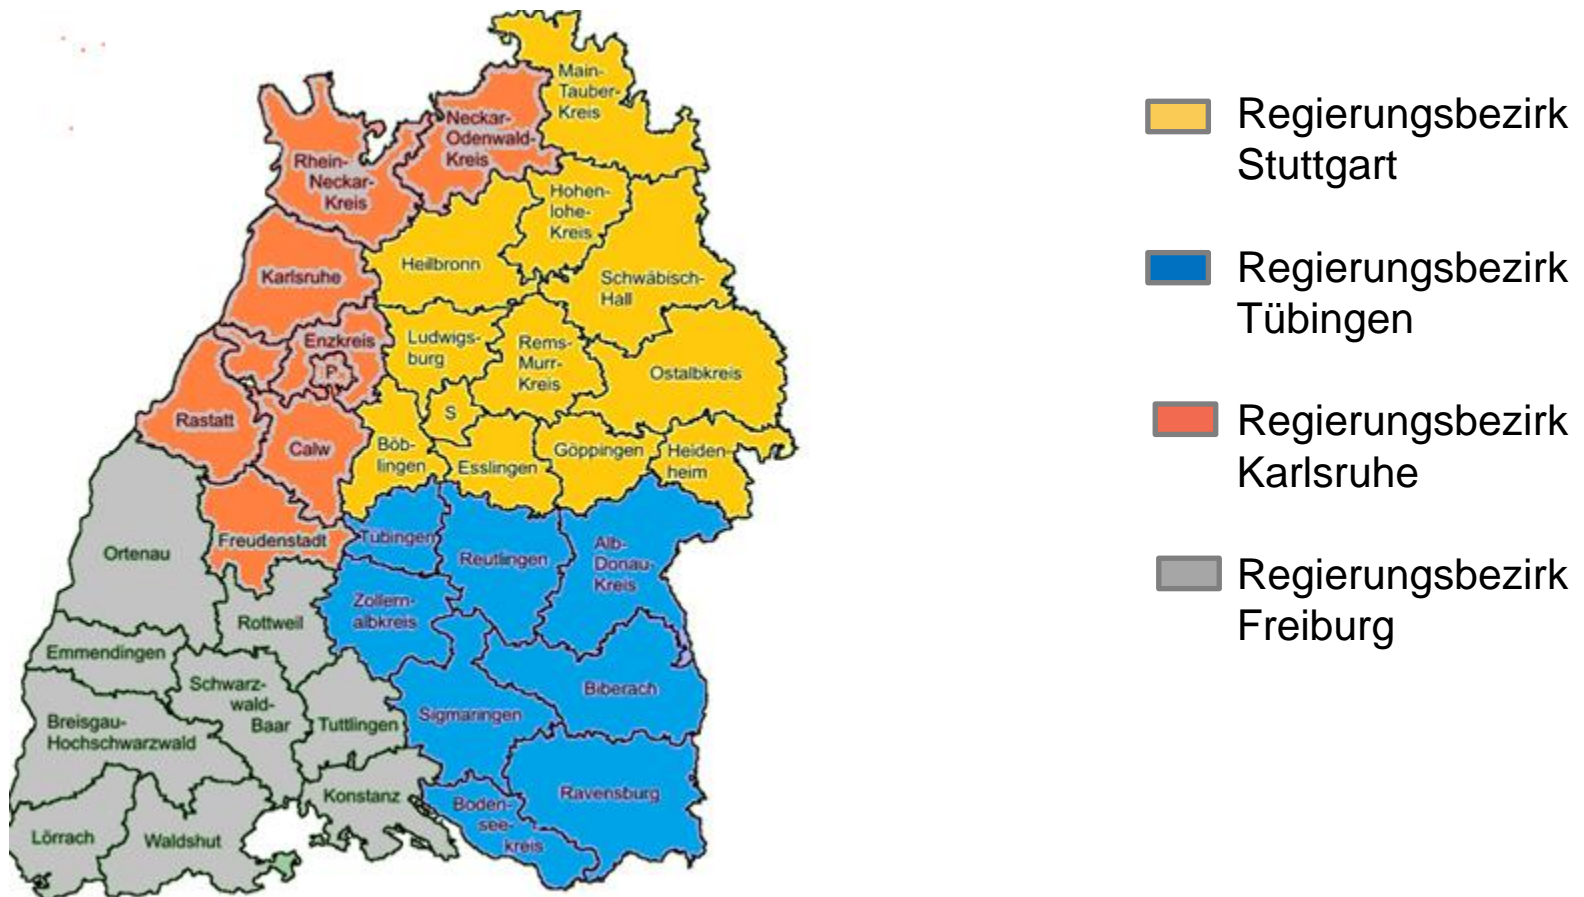 Main-
Tauber-
Kreis
Neckar-
Odenwald-
Kreis
Rhein-
Neckar-
Kreis
Hohen-
lohe-
Kreis
Karlsruhe
Heilbronn
Schwäbisch-
Hall
Enzkreis
P.
Ludwigs-
burg
Rems-
Murr-
Kreis
Ostalbkreis
Rastatt
Calw
S
Böb-
lingen
Esslingen
Göppingen
Heiden-
heim
Ortenau
Freudenstadt
Tübingen
Reutlingen
Alb-
Donau-
Kreis
Zollern-
albkreis
Rottweil
Emmendingen
Schwarz-
wald-
Baar
Tuttlingen
Sigmaringen
Biberach
Breisgau-
Hochschwarzwald
Konstanz
Ravensburg
Boden-
see-
kreis
Lörrach
Waldshut
Regierungsbezirk
Stuttgart
Regierungsbezirk
Tübingen
Regierungsbezirk
Karlsruhe
Regierungsbezirk
Freiburg